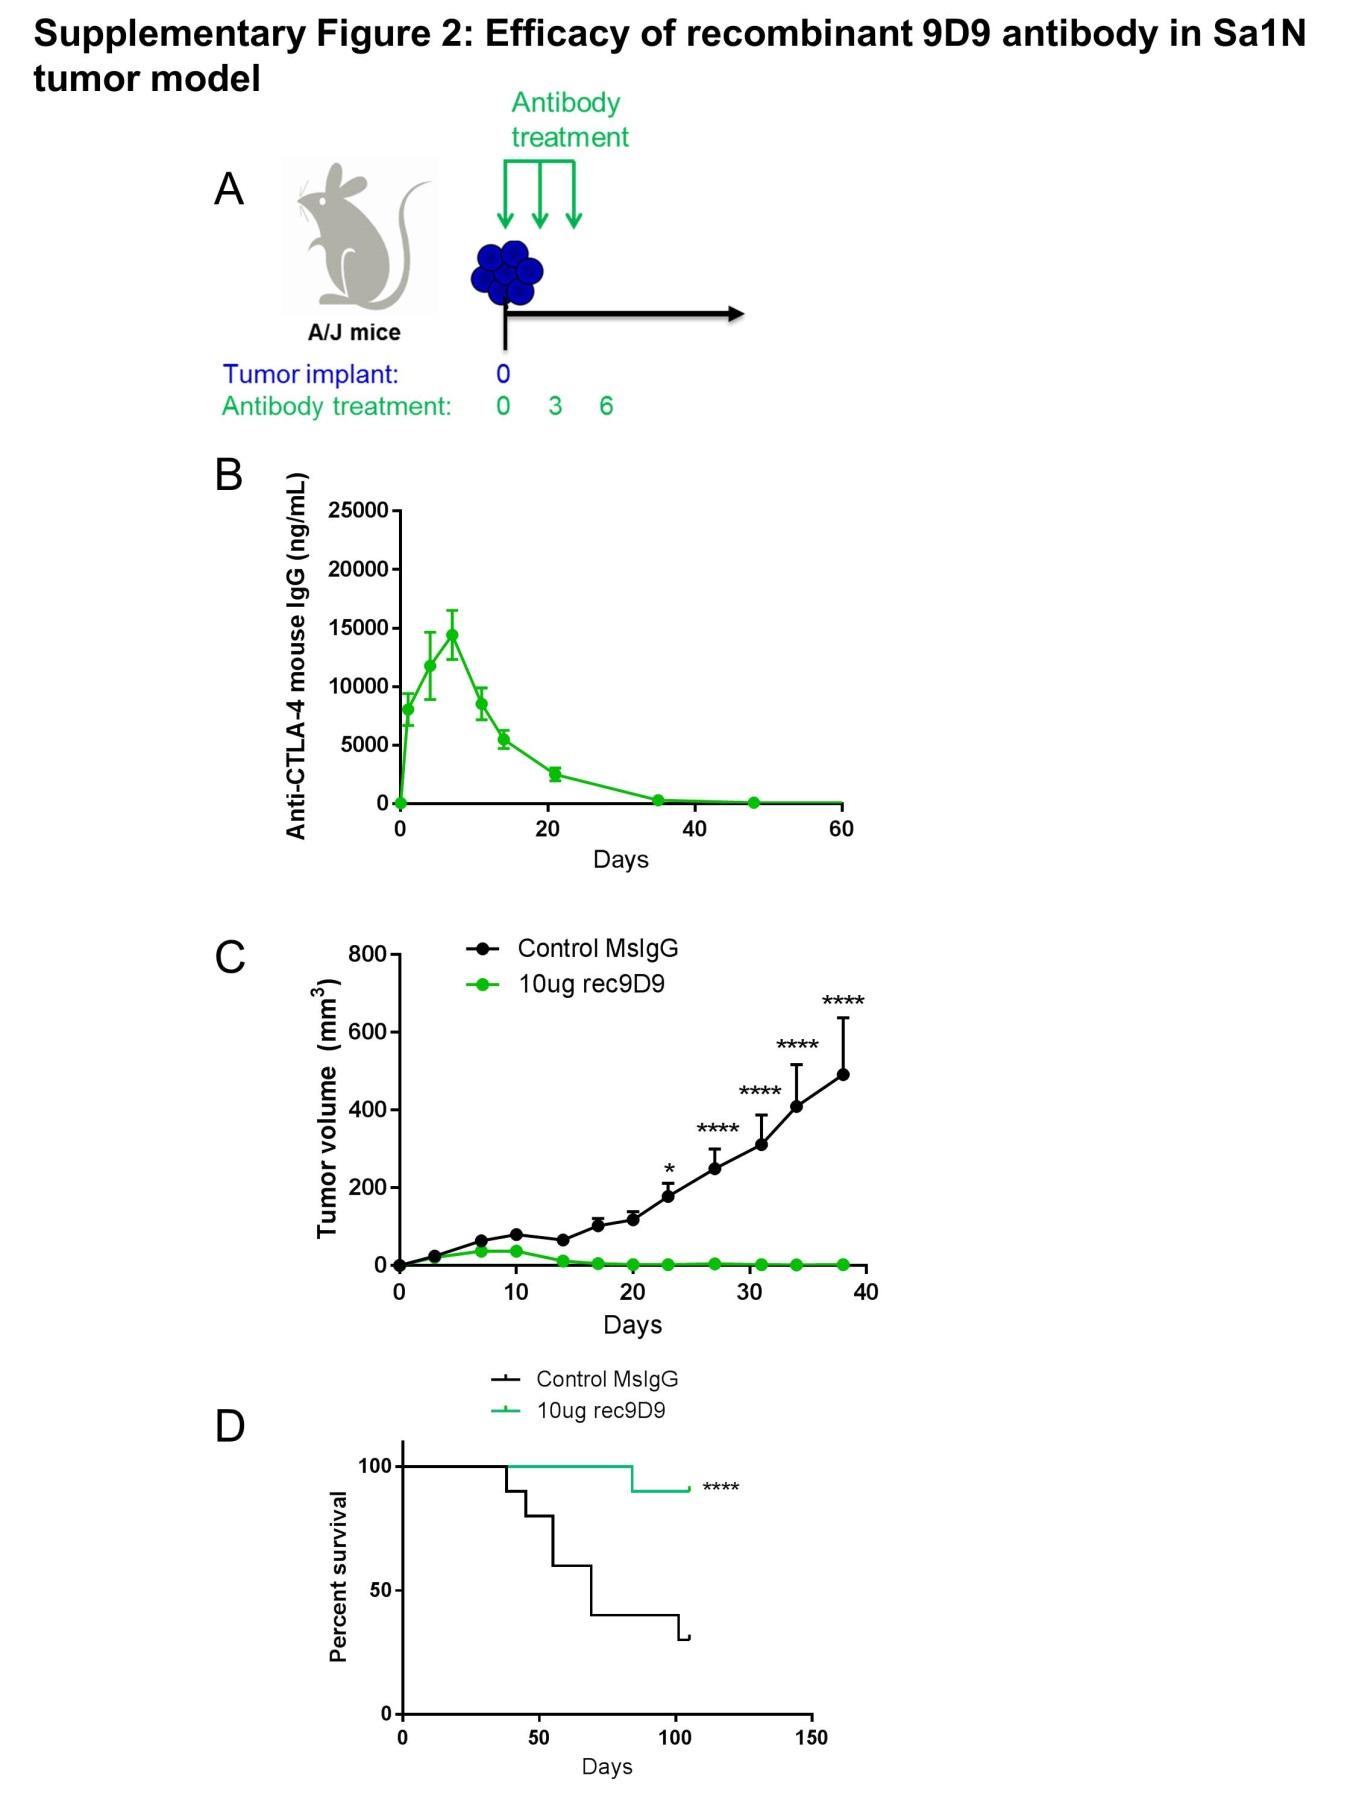 Supplementary Figure 2: Efficacy of recombinant 9D9 antibody in Sa1N
tumor model
Antibody
treatment
A
A/J mice
Tumor implant: 0
Antibody treatment: 0 3 6
B
Anti-CTLA-4 mouse IgG (ng/mL)
25000
20000
15000
10000
5000
0
0 20 40 60
Days
C
Control MsIgG
10ug rec9D9
Tumor volume (mm³)
800
600
400
200
0
* **** **** **** ****
0 10 20 30 40
Days
Control MsIgG
10ug rec9D9
D
Percent survival
100
50
0
****
0 50 100 150
Days